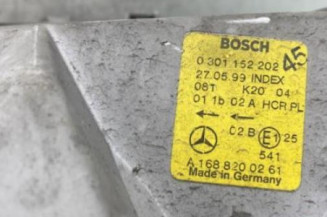 BOSCH
45
0 301 152 202
27.05.99 INDEX
08T K20 04
01 1b 02 A HCR PL
02 B E1 25
541
A 168 820 02 61
Made in Germany